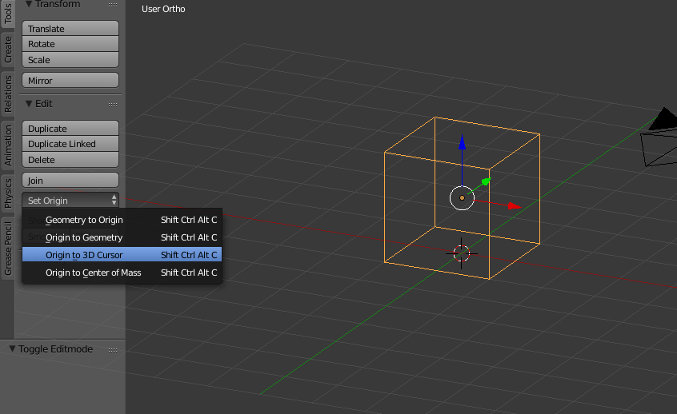 User Ortho
Tools
Create
Relations
Animation
Physics
Grease Pencil
▼ Transform
Translate
Rotate
Scale
Mirror
▼ Edit
Duplicate
Duplicate Linked
Delete
Join
Set Origin
Geometry to Origin Shift Ctrl Alt C
Origin to Geometry Shift Ctrl Alt C
Origin to 3D Cursor Shift Ctrl Alt C
Origin to Center of Mass Shift Ctrl Alt C
▼ Toggle Editmode